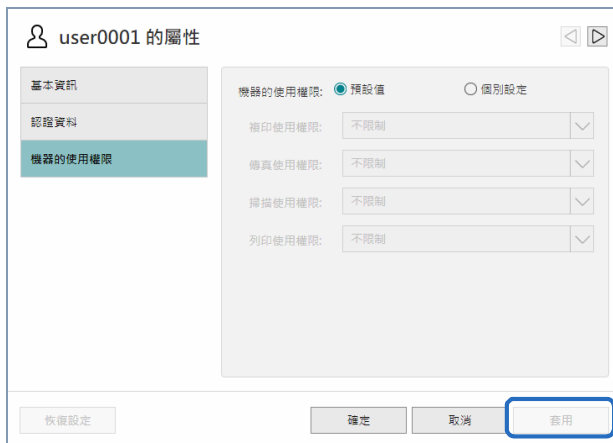 user0001 的屬性
基本資訊
認證資料
機器的使用權限
機器的使用權限: 預設值 個別設定
複印使用權限: 不限制
傳真使用權限: 不限制
掃描使用權限: 不限制
列印使用權限: 不限制
恢復設定 確定 取消 套用